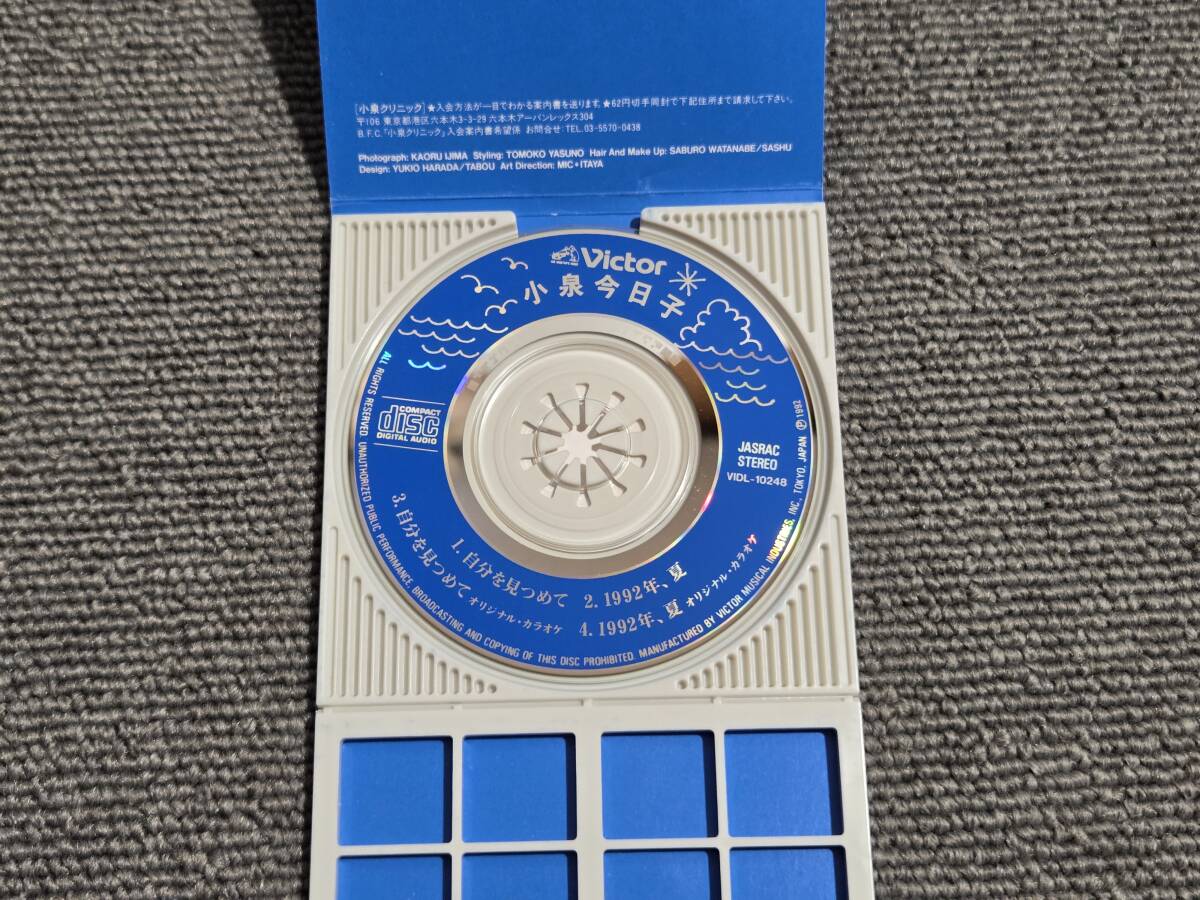 [小泉クリニック]★入会方法が一目でわかる案内書を送ります。★62円切手同封で下記住所まで請求して下さい。
〒106 東京都港区六本木3-3-29 六本木アーバンレックス304
B.F.C.「小泉クリニック」入会案内書希望係 お問合せ:TEL.03-5570-0438
Photograph: KAORU IJIMA Styling: TOMOKO YASUNO Hair And Make Up: SABURO WATANABE/SASHU
Design: YUKIO HARADA/TABOU Art Direction: MIC*ITAYA
Victor
小泉今日子
COMPACT
disc
DIGITAL AUDIO
JASRAC
STEREO
VIDL-10248
1. 自分を見つめて 2. 1992年、夏
3. 自分を見つめて オリジナル・カラオケ 4. 1992年、夏 オリジナル・カラオケ
ALL RIGHTS RESERVED. UNAUTHORIZED PUBLIC PERFORMANCE, BROADCASTING AND COPYING OF THIS DISC PROHIBITED. MANUFACTURED BY VICTOR MUSICAL INDUSTRIES, INC., TOKYO, JAPAN ℗1992